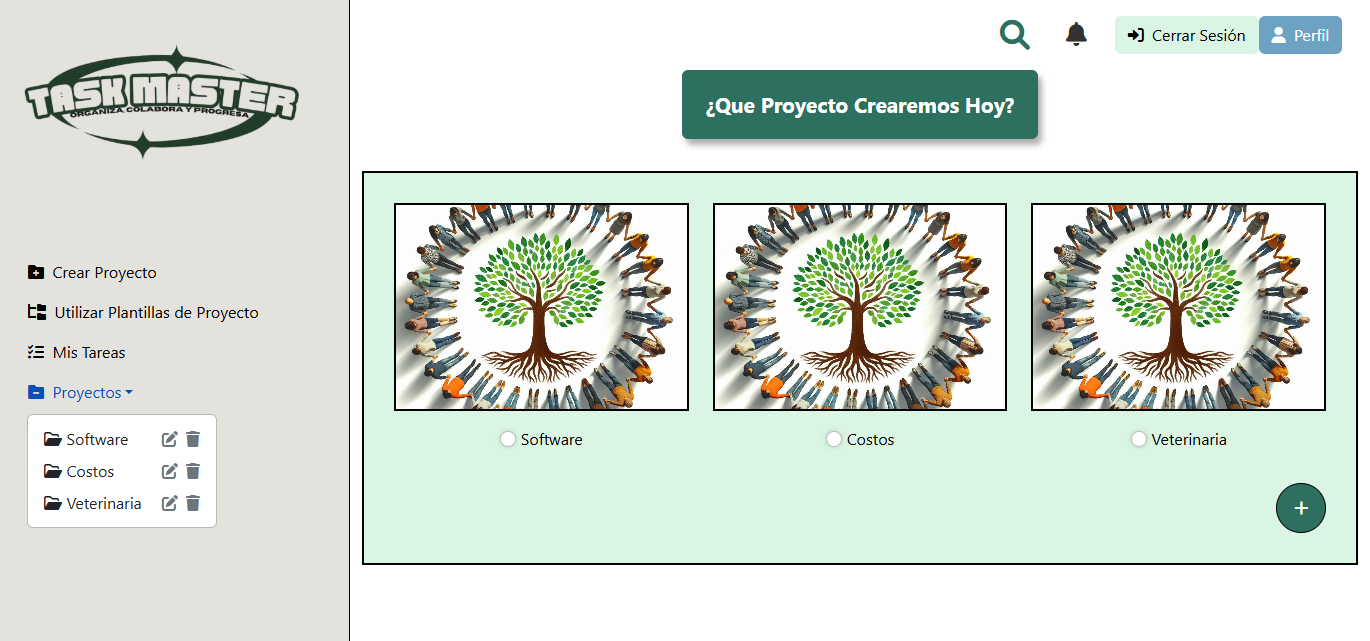 TASK MASTER
ORGANIZA, COLABORA Y PROGRESA
Crear Proyecto
Utilizar Plantillas de Proyecto
Mis Tareas
Proyectos
Software
Costos
Veterinaria
Cerrar Sesión
Perfil
¿Que Proyecto Crearemos Hoy?
Software
Costos
Veterinaria
+